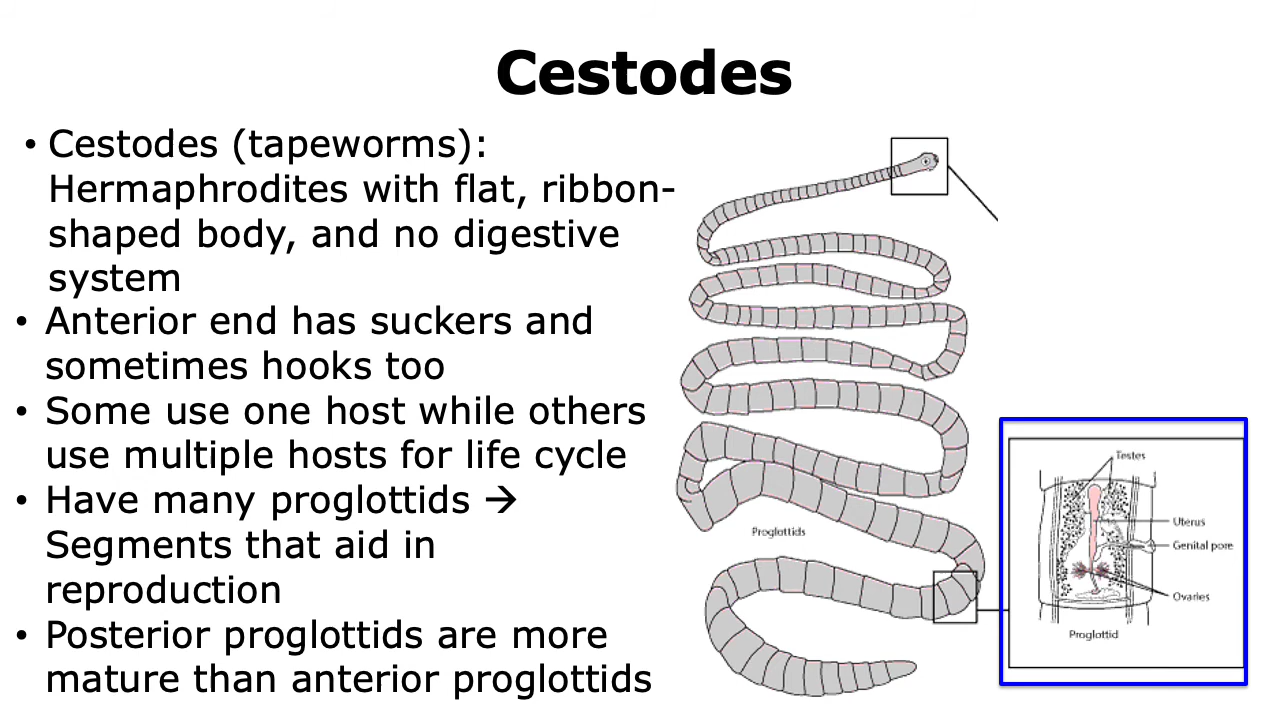 Cestodes
• Cestodes (tapeworms):
Hermaphrodites with flat, ribbon-
shaped body, and no digestive
system
• Anterior end has suckers and
sometimes hooks too
• Some use one host while others
use multiple hosts for life cycle
• Have many proglottids →
Segments that aid in
reproduction
• Posterior proglottids are more
mature than anterior proglottids
Proglottids
Testes
Uterus
Genital pore
Ovaries
Proglottid